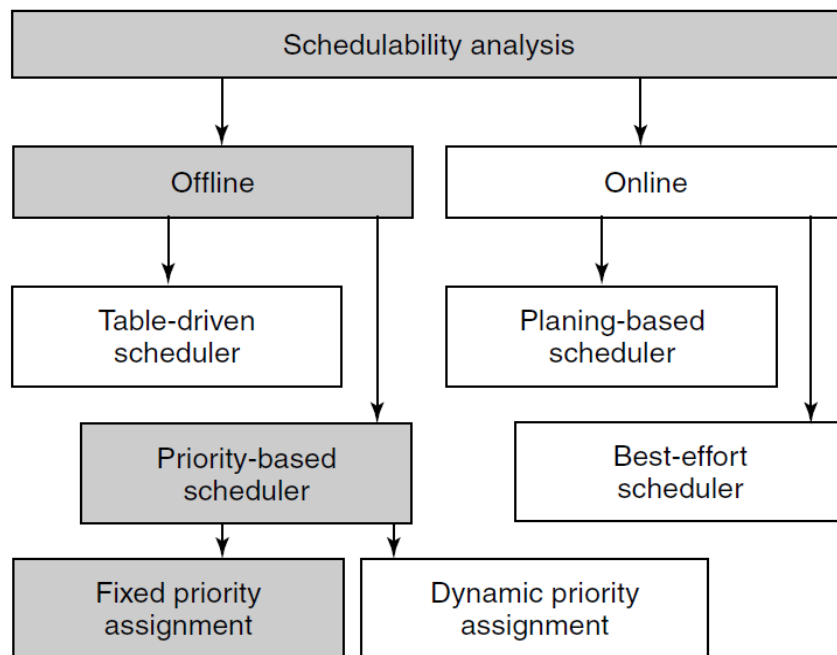 Schedulability analysis
Offline
Online
Table-driven
scheduler
Planing-based
scheduler
Priority-based
scheduler
Best-effort
scheduler
Fixed priority
assignment
Dynamic priority
assignment